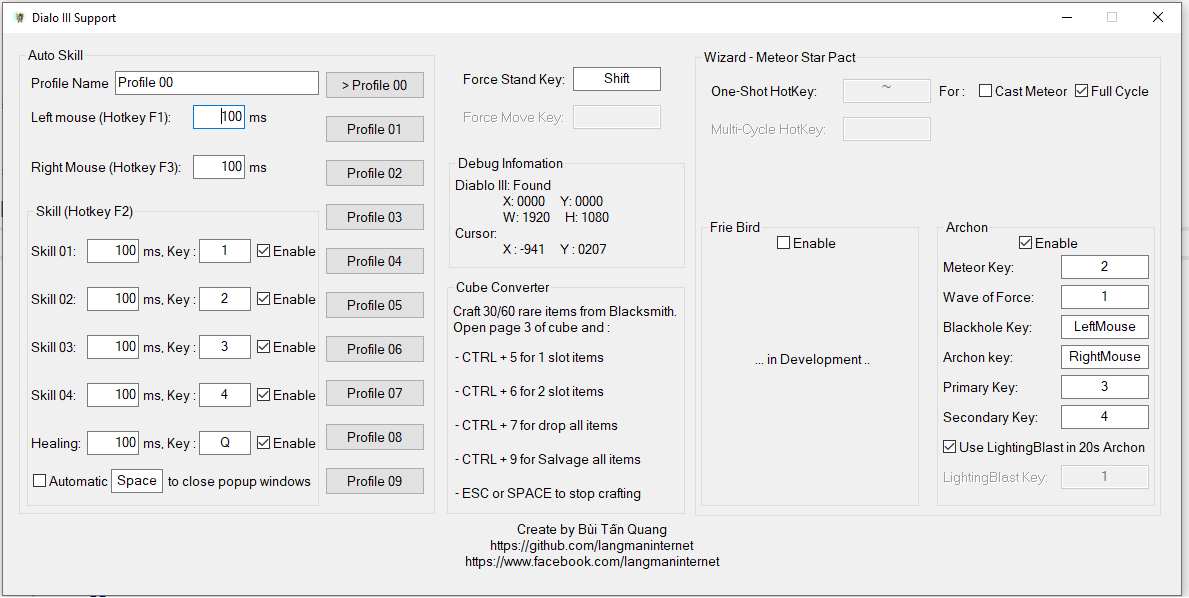 Dialo III Support
Auto Skill
Profile Name Profile 00
Left mouse (Hotkey F1): 100 ms
Right Mouse (Hotkey F3): 100 ms
Skill (Hotkey F2)
Skill 01: 100 ms, Key : 1 Enable
Skill 02: 100 ms, Key : 2 Enable
Skill 03: 100 ms, Key : 3 Enable
Skill 04: 100 ms, Key : 4 Enable
Healing: 100 ms, Key : Q Enable
Automatic Space to close popup windows
> Profile 00
Profile 01
Profile 02
Profile 03
Profile 04
Profile 05
Profile 06
Profile 07
Profile 08
Profile 09
Force Stand Key: Shift
Force Move Key:
Debug Infomation
Diablo III: Found
X: 0000 Y: 0000
W: 1920 H: 1080
Cursor:
X : -941 Y : 0207
Cube Converter
Craft 30/60 rare items from Blacksmith.
Open page 3 of cube and :
- CTRL + 5 for 1 slot items
- CTRL + 6 for 2 slot items
- CTRL + 7 for drop all items
- CTRL + 9 for Salvage all items
- ESC or SPACE to stop crafting
Wizard - Meteor Star Pact
One-Shot HotKey: ~ For : Cast Meteor Full Cycle
Multi-Cycle HotKey:
Frie Bird
Enable
... in Development ..
Archon
Enable
Meteor Key: 2
Wave of Force: 1
Blackhole Key: LeftMouse
Archon key: RightMouse
Primary Key: 3
Secondary Key: 4
Use LightingBlast in 20s Archon
LightingBlast Key: 1
Create by Bùi Tấn Quang
https://github.com/langmaninternet
https://www.facebook.com/langmaninternet